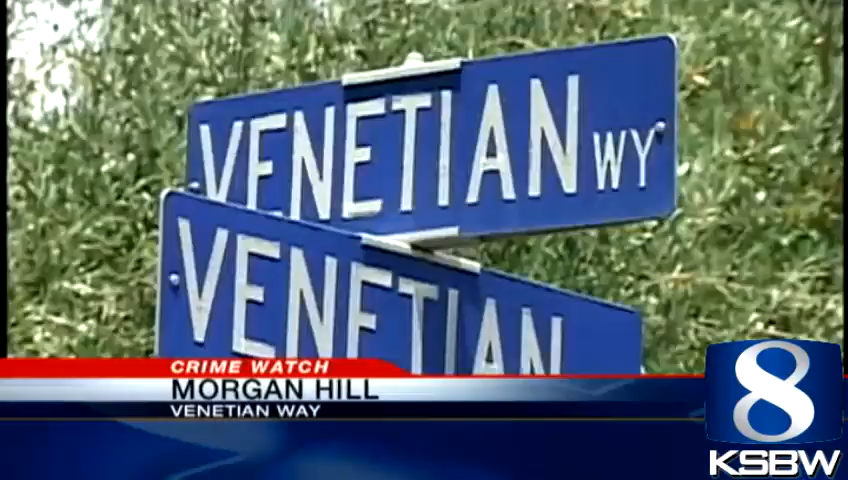 VENETIAN WY
VENETIAN
CRIME WATCH
MORGAN HILL
VENETIAN WAY
8
KSBW